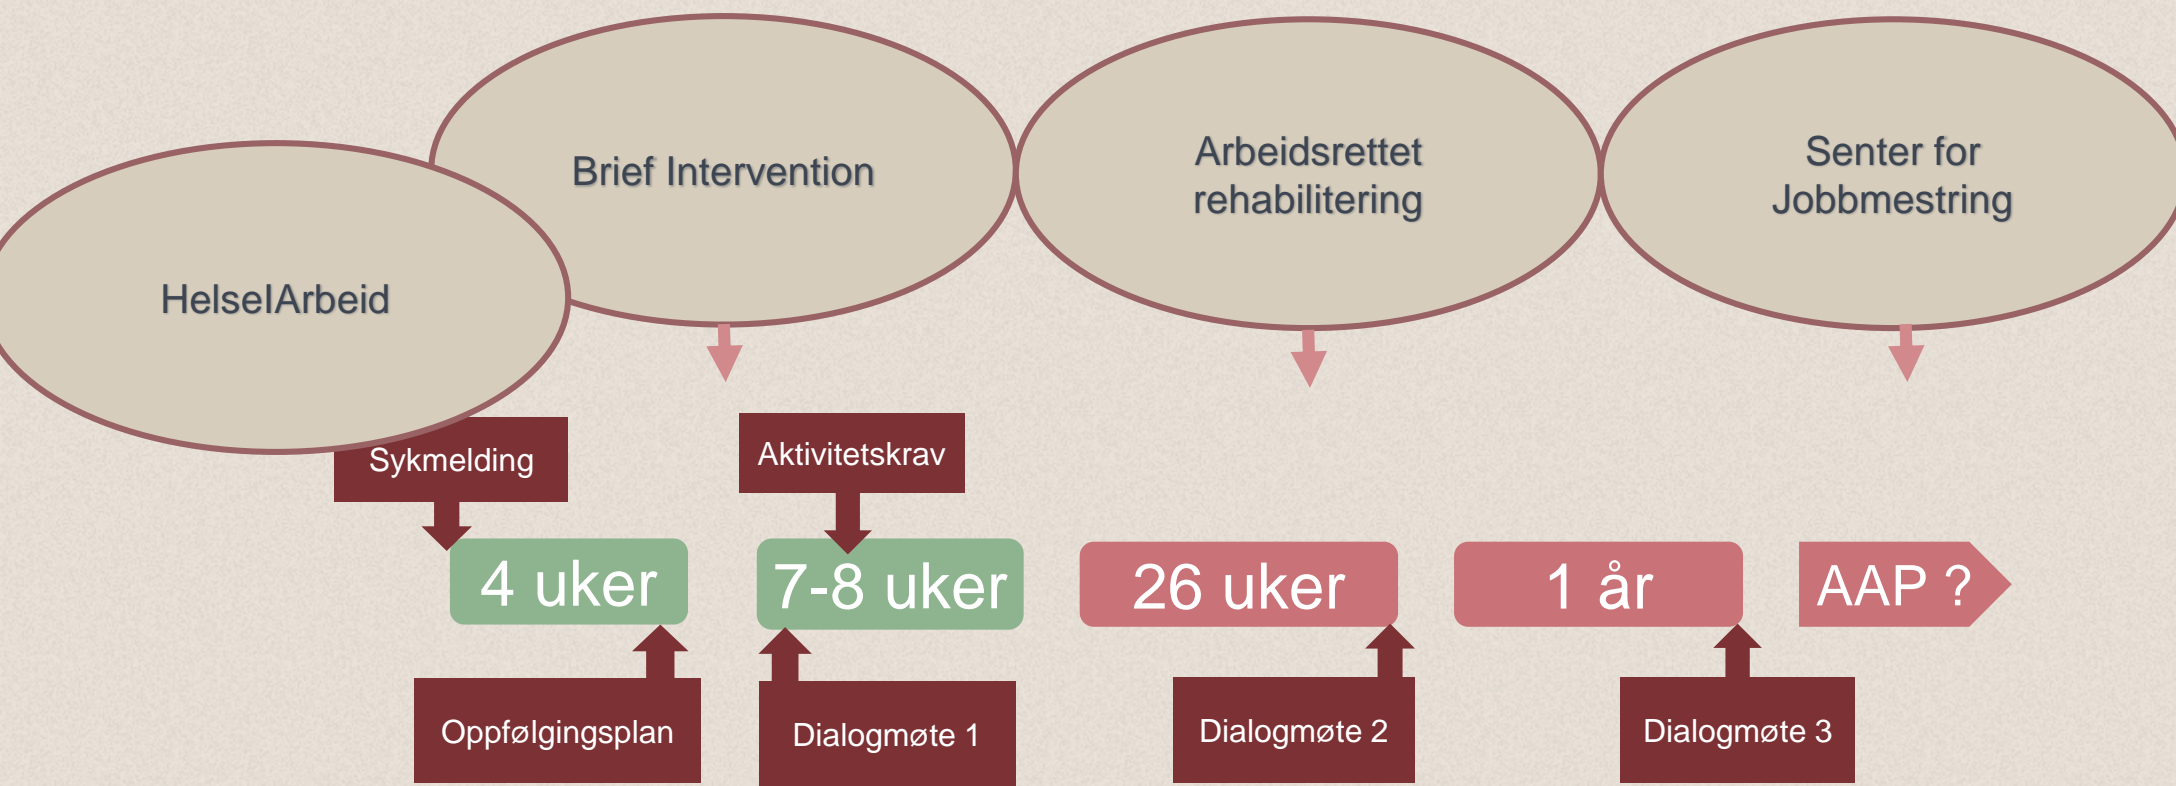 Brief Intervention
Arbeidsrettet
rehabilitering
Senter for
Jobbmestring
HelseIArbeid
Sykmelding
Aktivitetskrav
4 uker
7-8 uker
26 uker
1 år
AAP ?
Oppfølgingsplan
Dialogmøte 1
Dialogmøte 2
Dialogmøte 3